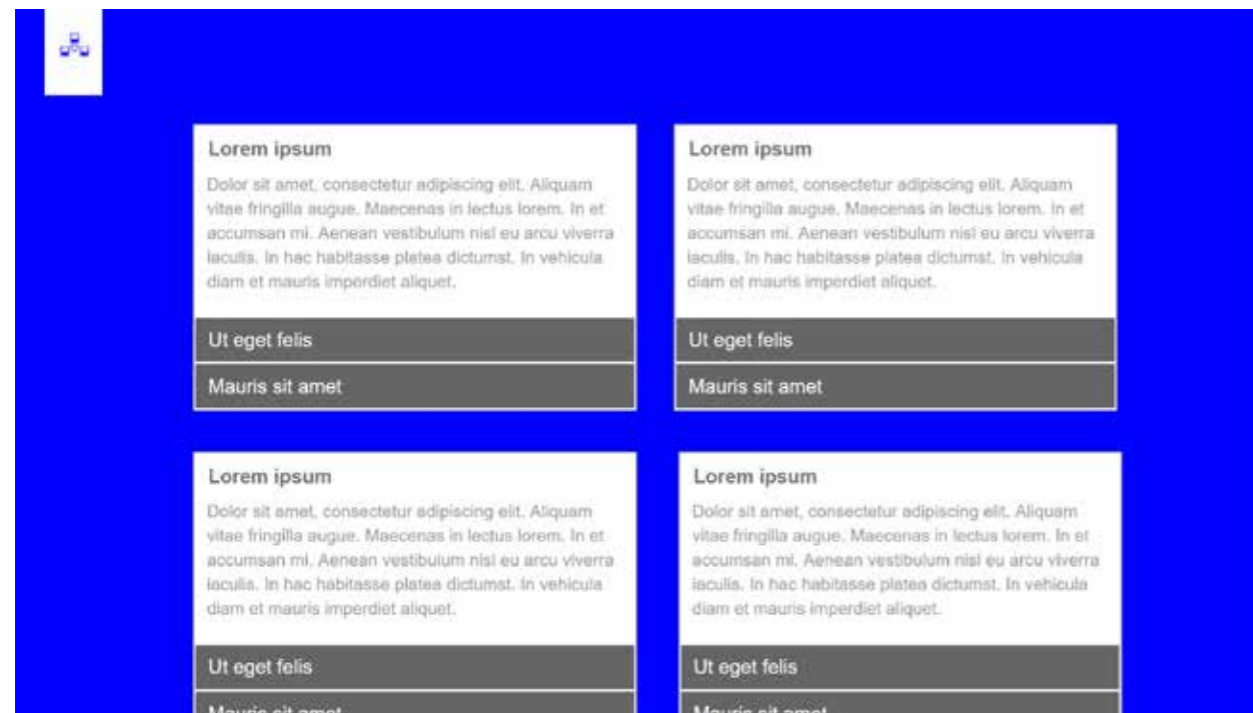 Lorem ipsum
Dolor sit amet, consectetur adipiscing elit. Aliquam
vitae fringilla augue. Maecenas in lectus lorem. In et
accumsan mi. Aenean vestibulum nisl eu arcu viverra
iaculis. In hac habitasse platea dictumst. In vehicula
diam et mauris imperdiet aliquet.
Ut eget felis
Mauris sit amet
Lorem ipsum
Dolor sit amet, consectetur adipiscing elit. Aliquam
vitae fringilla augue. Maecenas in lectus lorem. In et
accumsan mi. Aenean vestibulum nisl eu arcu viverra
iaculis. In hac habitasse platea dictumst. In vehicula
diam et mauris imperdiet aliquet.
Ut eget felis
Mauris sit amet
Lorem ipsum
Dolor sit amet, consectetur adipiscing elit. Aliquam
vitae fringilla augue. Maecenas in lectus lorem. In et
accumsan mi. Aenean vestibulum nisl eu arcu viverra
iaculis. In hac habitasse platea dictumst. In vehicula
diam et mauris imperdiet aliquet.
Ut eget felis
Mauris sit amet
Lorem ipsum
Dolor sit amet, consectetur adipiscing elit. Aliquam
vitae fringilla augue. Maecenas in lectus lorem. In et
accumsan mi. Aenean vestibulum nisl eu arcu viverra
iaculis. In hac habitasse platea dictumst. In vehicula
diam et mauris imperdiet aliquet.
Ut eget felis
Mauris sit amet